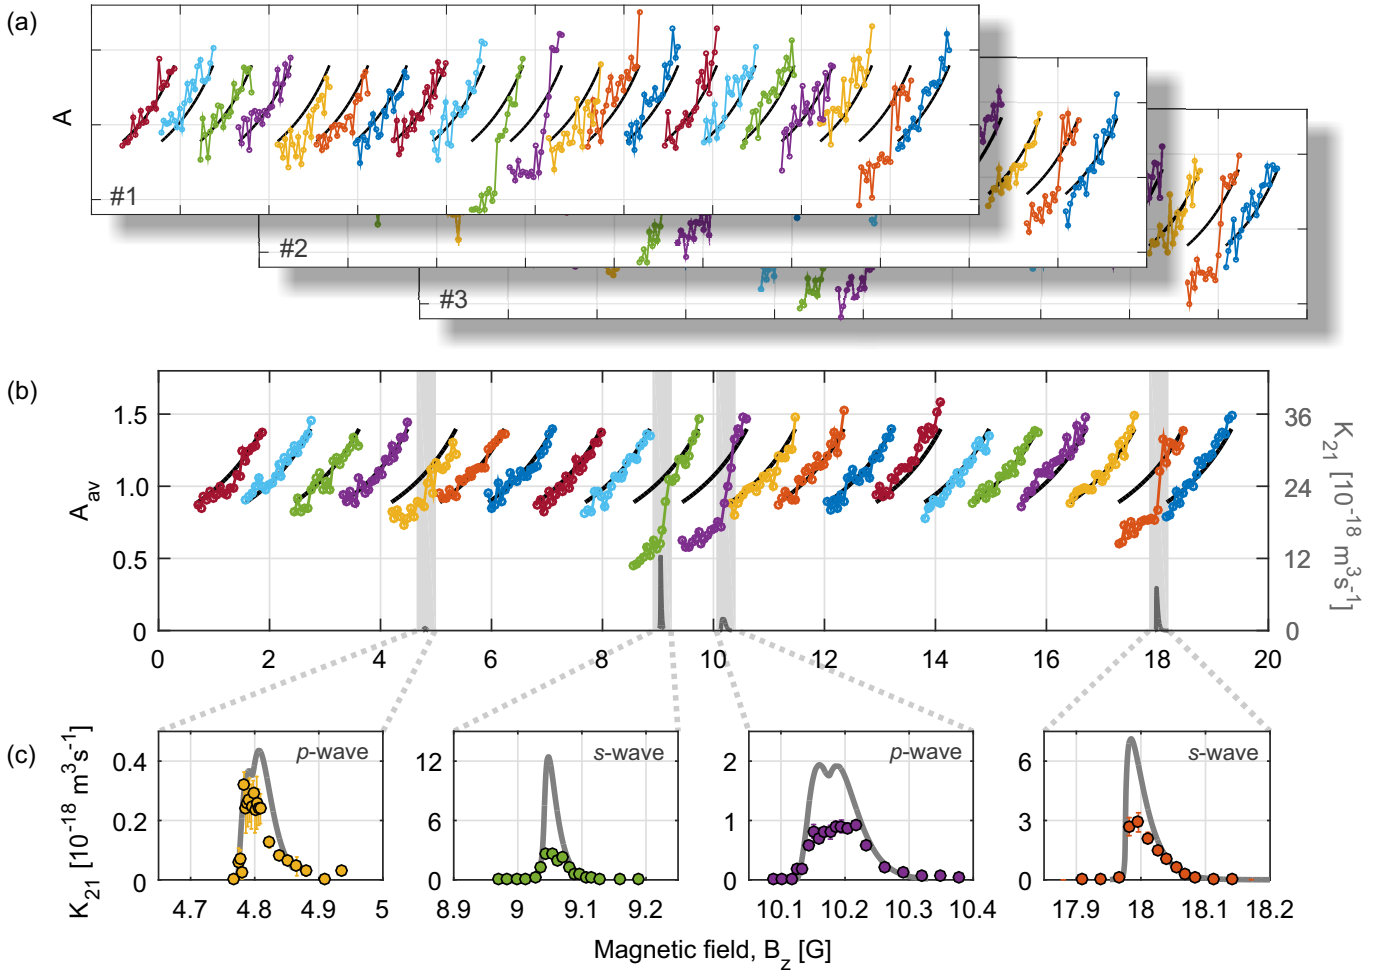 (a)
A
#1
#2
#3
(b)
A_av
1.5
1.0
0.5
0
36
24
12
0
K_21 [10^-18 m^3s^-1]
0 2 4 6 8 10 12 14 16 18 20
(c)
K_21 [10^-18 m^3s^-1]
p-wave
0.4
0.2
0
4.7 4.8 4.9 5
s-wave
12
6
0
8.9 9 9.1 9.2
p-wave
2
1
0
10.1 10.2 10.3 10.4
s-wave
6
3
0
17.9 18 18.1 18.2
Magnetic field, B_z [G]